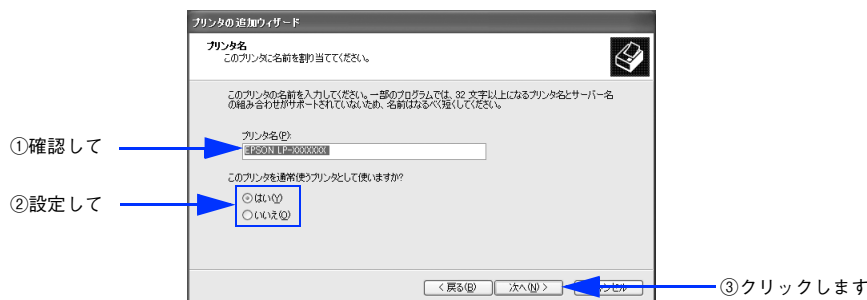 プリンタの追加ウィザード
プリンタ名
このプリンタに名前を割り当ててください。
このプリンタの名前を入力してください。一部のプログラムでは、32 文字以上になるプリンタ名とサーバー名
の組み合わせがサポートされていないため、名前はなるべく短くしてください。
プリンタ名(P):
①確認して
EPSON LP-XXXXXXX
このプリンタを通常使うプリンタとして使いますか?
はい(Y)
②設定して
いいえ(O)
< 戻る(B)
次へ(N) >
③クリックします